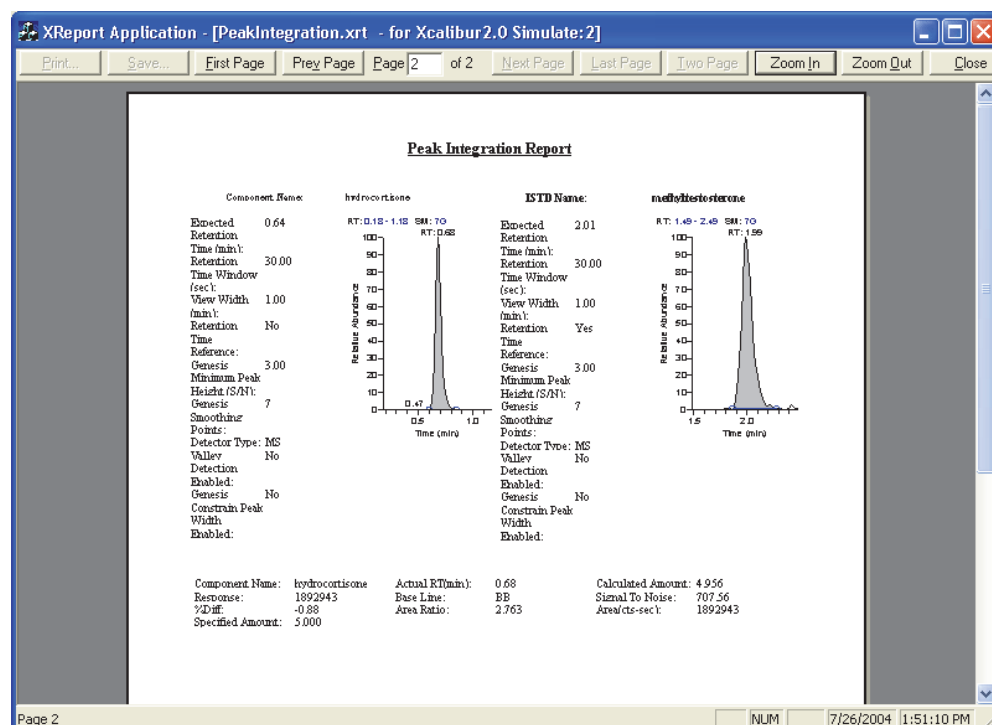 XReport Application - [PeakIntegration.xrt - for Xcalibur2.0 Simulate:2]
Print... Save... First Page Prev Page Page 2 of 2 Next Page Last Page Two Page Zoom In Zoom Out Close
Peak Integration Report
Component Name: hydrocortisone
Expected 0.64
Retention
Time (min):
Retention 30.00
Time Window
(sec):
View Width 1.00
(min):
Retention No
Time
Reference:
Genesis 3.00
Minimum Peak
Height (S/N):
Genesis 7
Smoothing
Points:
Detector Type: MS
Valley No
Detection
Enabled:
Genesis No
Constrain Peak
Width
Enabled:
RT: 0.18 - 1.18 SM: 7G
RT: 0.68
100
90
80
70
60
50
40
30
20
10
0
Relative Abundance
0.47
0.5 1.0
Time (min)
ISTD Name: methyltestosterone
Expected 2.01
Retention
Time (min):
Retention 30.00
Time Window
(sec):
View Width 1.00
(min):
Retention Yes
Time
Reference:
Genesis 3.00
Minimum Peak
Height (S/N):
Genesis 7
Smoothing
Points:
Detector Type: MS
Valley No
Detection
Enabled:
Genesis No
Constrain Peak
Width
Enabled:
RT: 1.49 - 2.49 SM: 7G
RT: 1.99
100
90
80
70
60
50
40
30
20
10
0
Relative Abundance
1.5 2.0
Time (min)
Component Name: hydrocortisone Actual RT(min): 0.68 Calculated Amount: 4.956
Response: 1892943 Base Line: BB Signal To Noise: 707.56
%Diff: -0.88 Area Ratio: 2.763 Area(cts-sec): 1892943
Specified Amount: 5.000
Page 2 NUM 7/26/2004 1:51:10 PM